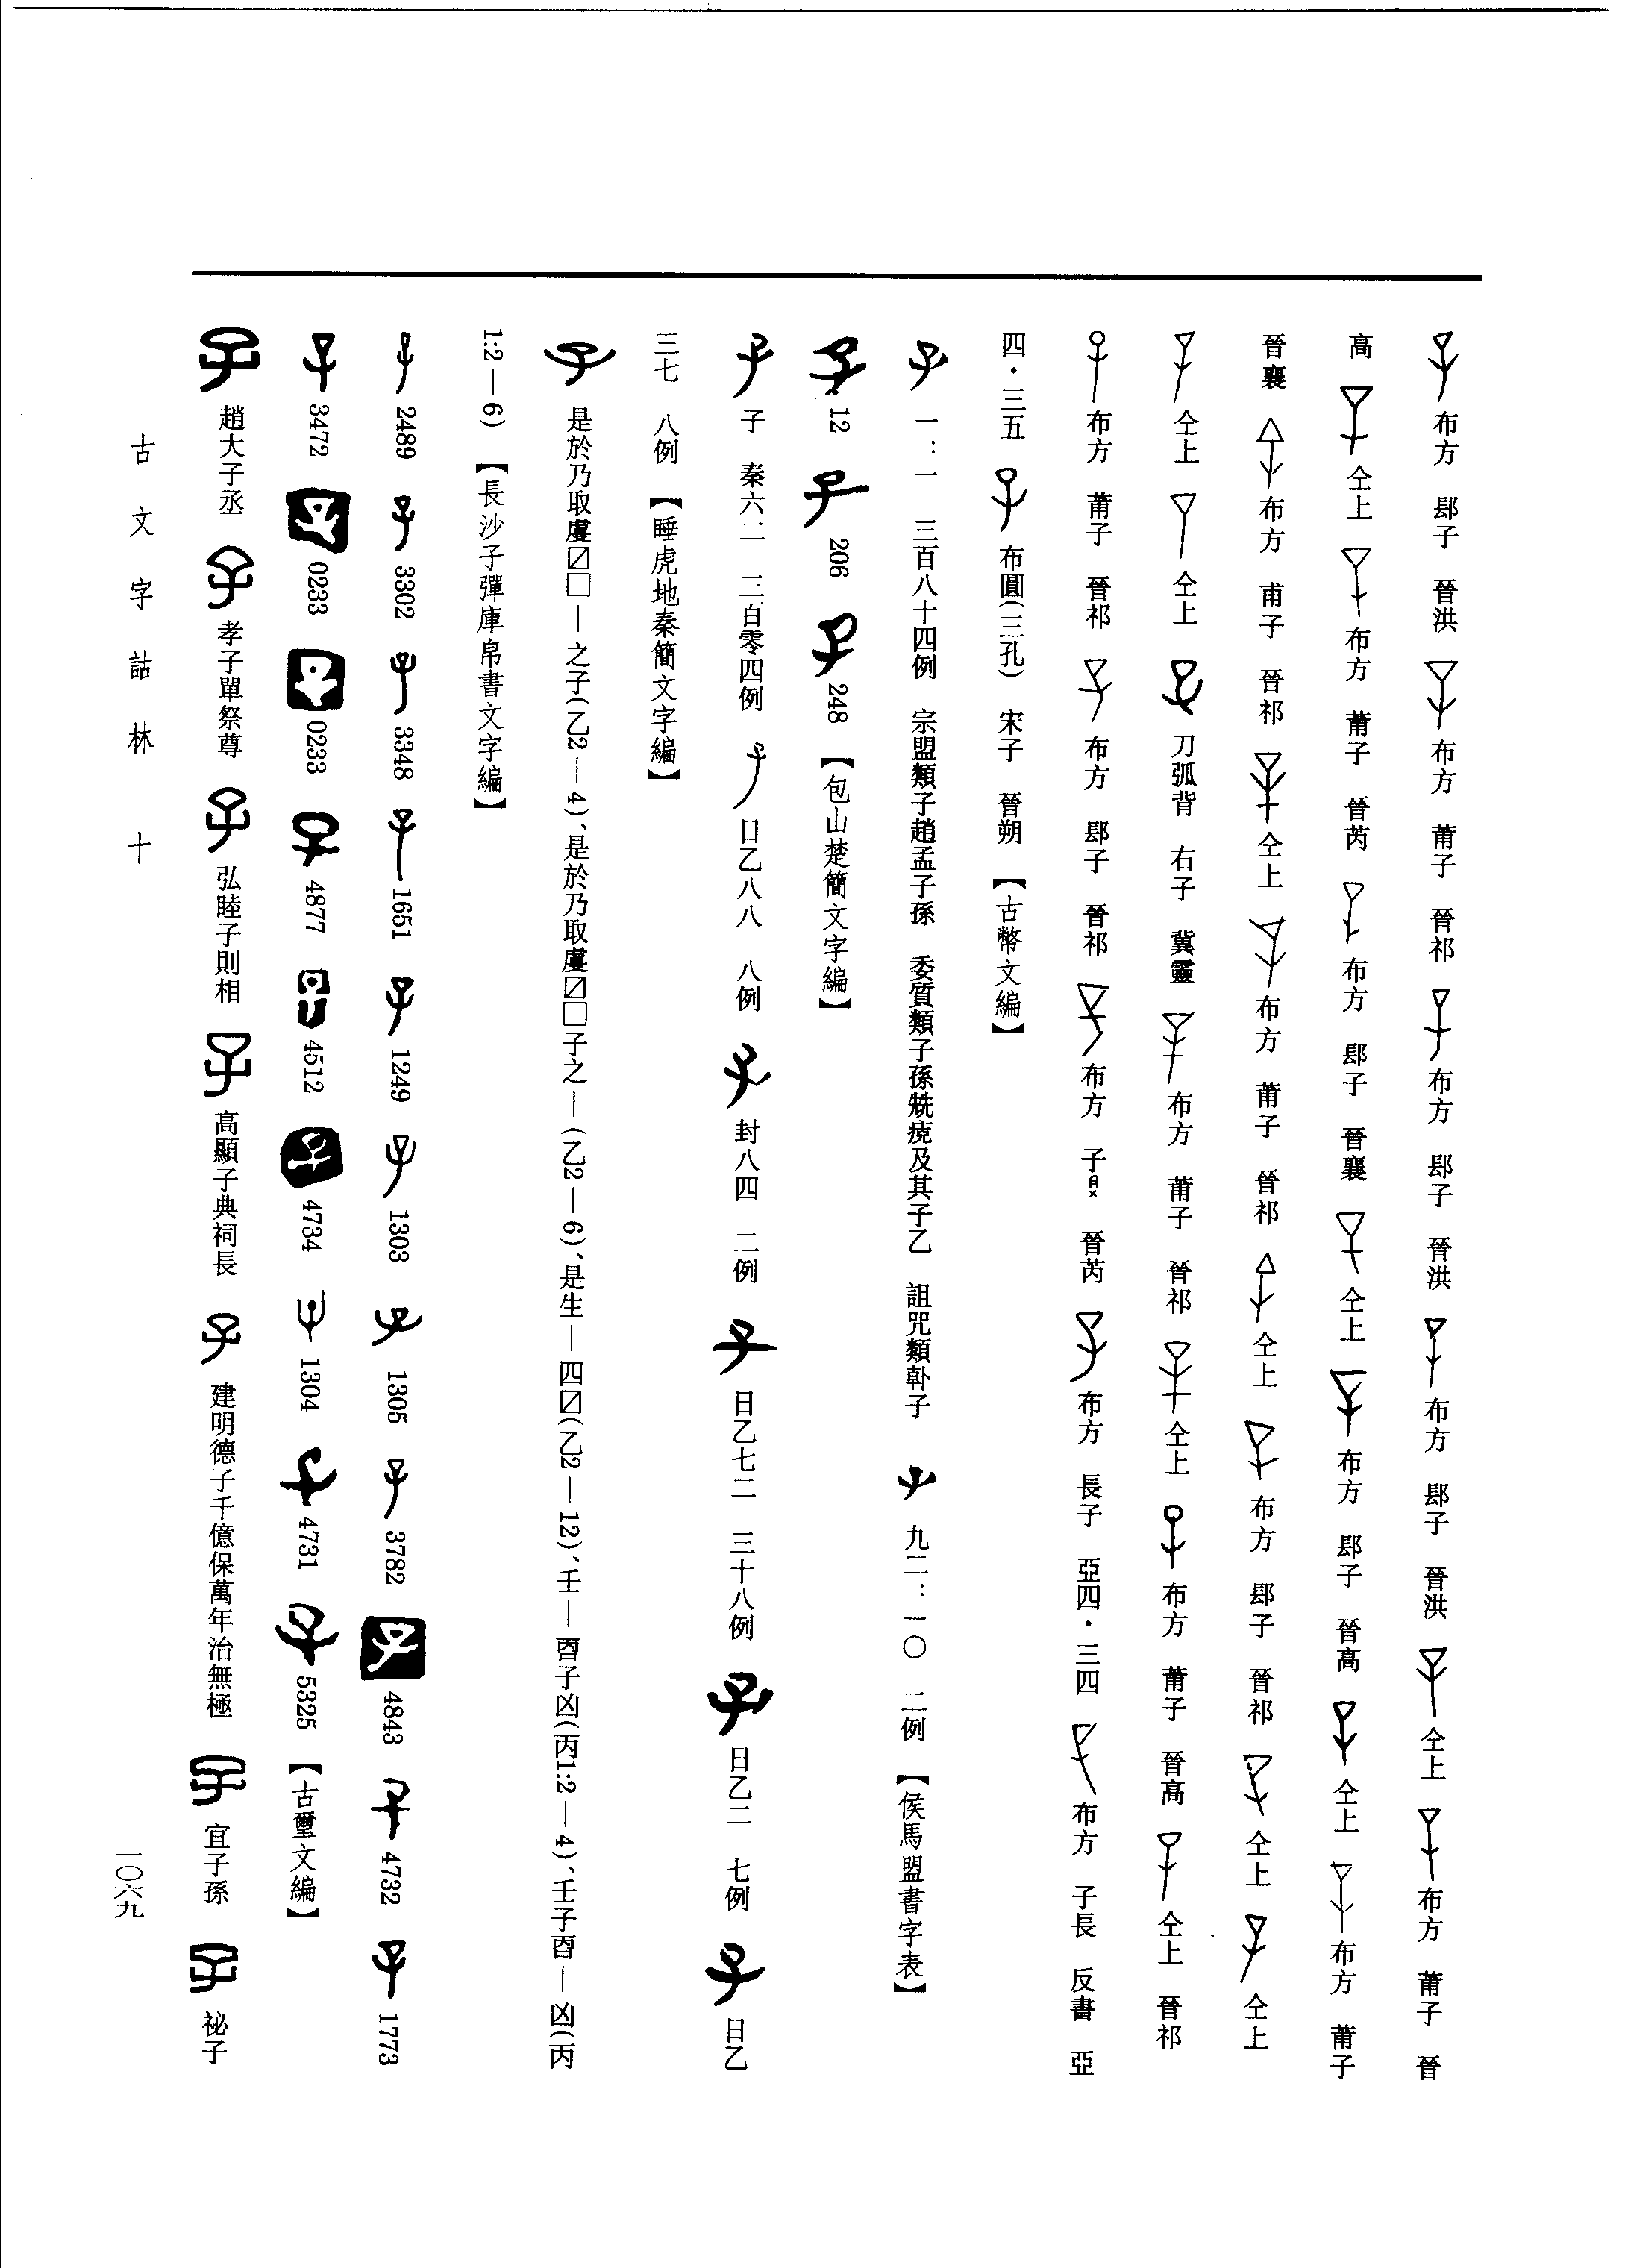 布方 郻子 晉洪 布方 莆子 晉祁 布方 郻子 晉洪 布方 郻子 晉洪 仝上 布方 莆子 晉
高 仝上 布方 莆子 晉芮 布方 郻子 晉襄 仝上 布方 郻子 晉高 仝上 布方 莆子
晉襄 布方 甫子 晉祁 仝上 布方 莆子 晉祁 仝上 布方 郻子 晉祁 仝上 仝上
仝上 仝上 刀弧背 右子 冀靈 布方 莆子 晉祁 仝上 布方 莆子 晉高 仝上 晉祁
布方 莆子 晉祁 布方 郻子 晉祁 布方 子 晉芮 布方 長子 亞四・三四 布方 子長 反書 亞
四・三五 布圓(三孔) 宋子 晉朔 【古幣文編】
一：一 三百八十四例 宗盟類子趙孟子孫 委質類子孫㲋痣及其子乙 詛咒類㪇子 九二：一〇 二例 【侯馬盟書字表】
12 206 248 【包山楚簡文字編】
子 秦六二 三百零四例 日乙八八 八例 封八四 二例 日乙七二 三十八例 日乙二 七例 日乙
三七 八例 【睡虎地秦簡文字編】
是於乃取䖒〼□—之子(乙2—4)、是於乃取䖒〼□子之—(乙2—6)、是生—四〼(乙2—12)、壬—酉子凶(丙1:2—4)、壬子酉—凶(丙
1:2—6) 【長沙子彈庫帛書文字編】
2489 3302 3348 1651 1249 1303 1305 3782 4843 4732 1773
3472 0233 0233 4877 4512 4734 1304 4731 5325 【古璽文編】
趙大子丞 孝子單祭尊 弘睦子則相 高顯子典祠長 建明德子千億保萬年治無極 宜子孫 祕子
古文字詁林 十
一〇六九